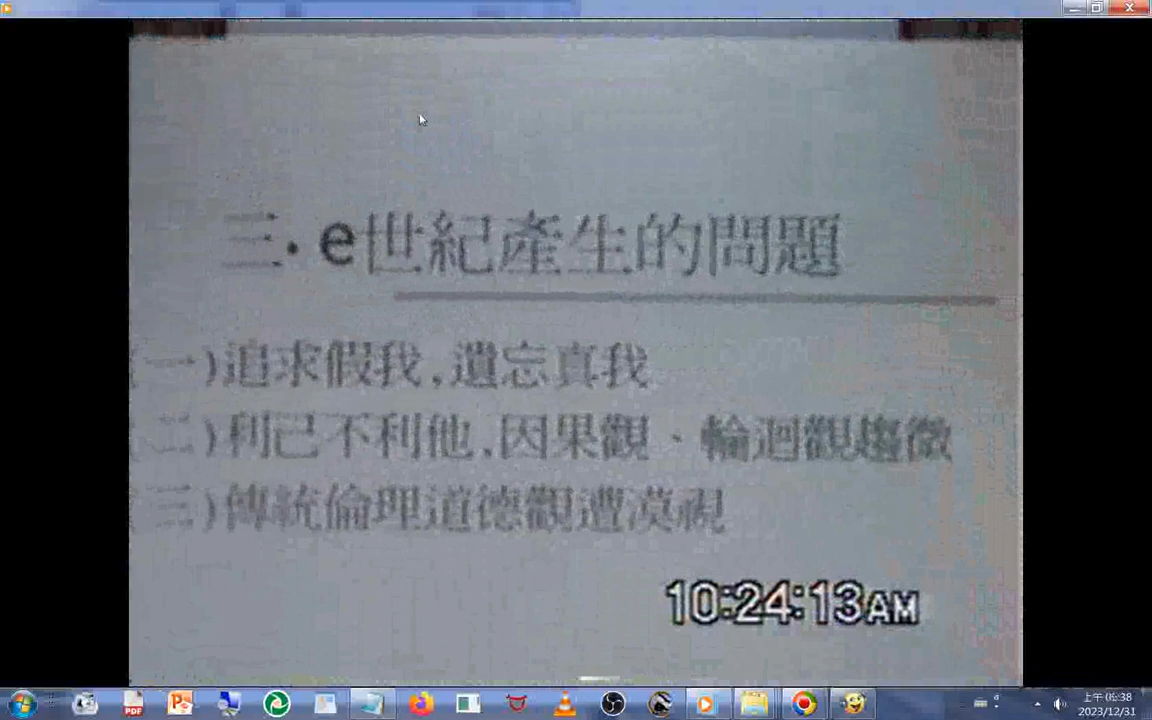 三·e世紀產生的問題
(一)追求假我,遺忘真我
(二)利己不利他,因果觀、輪迴觀趨微
(三)傳統倫理道德觀遭漠視
10:24:13AM
PDF
上午 06:38
2023/12/31